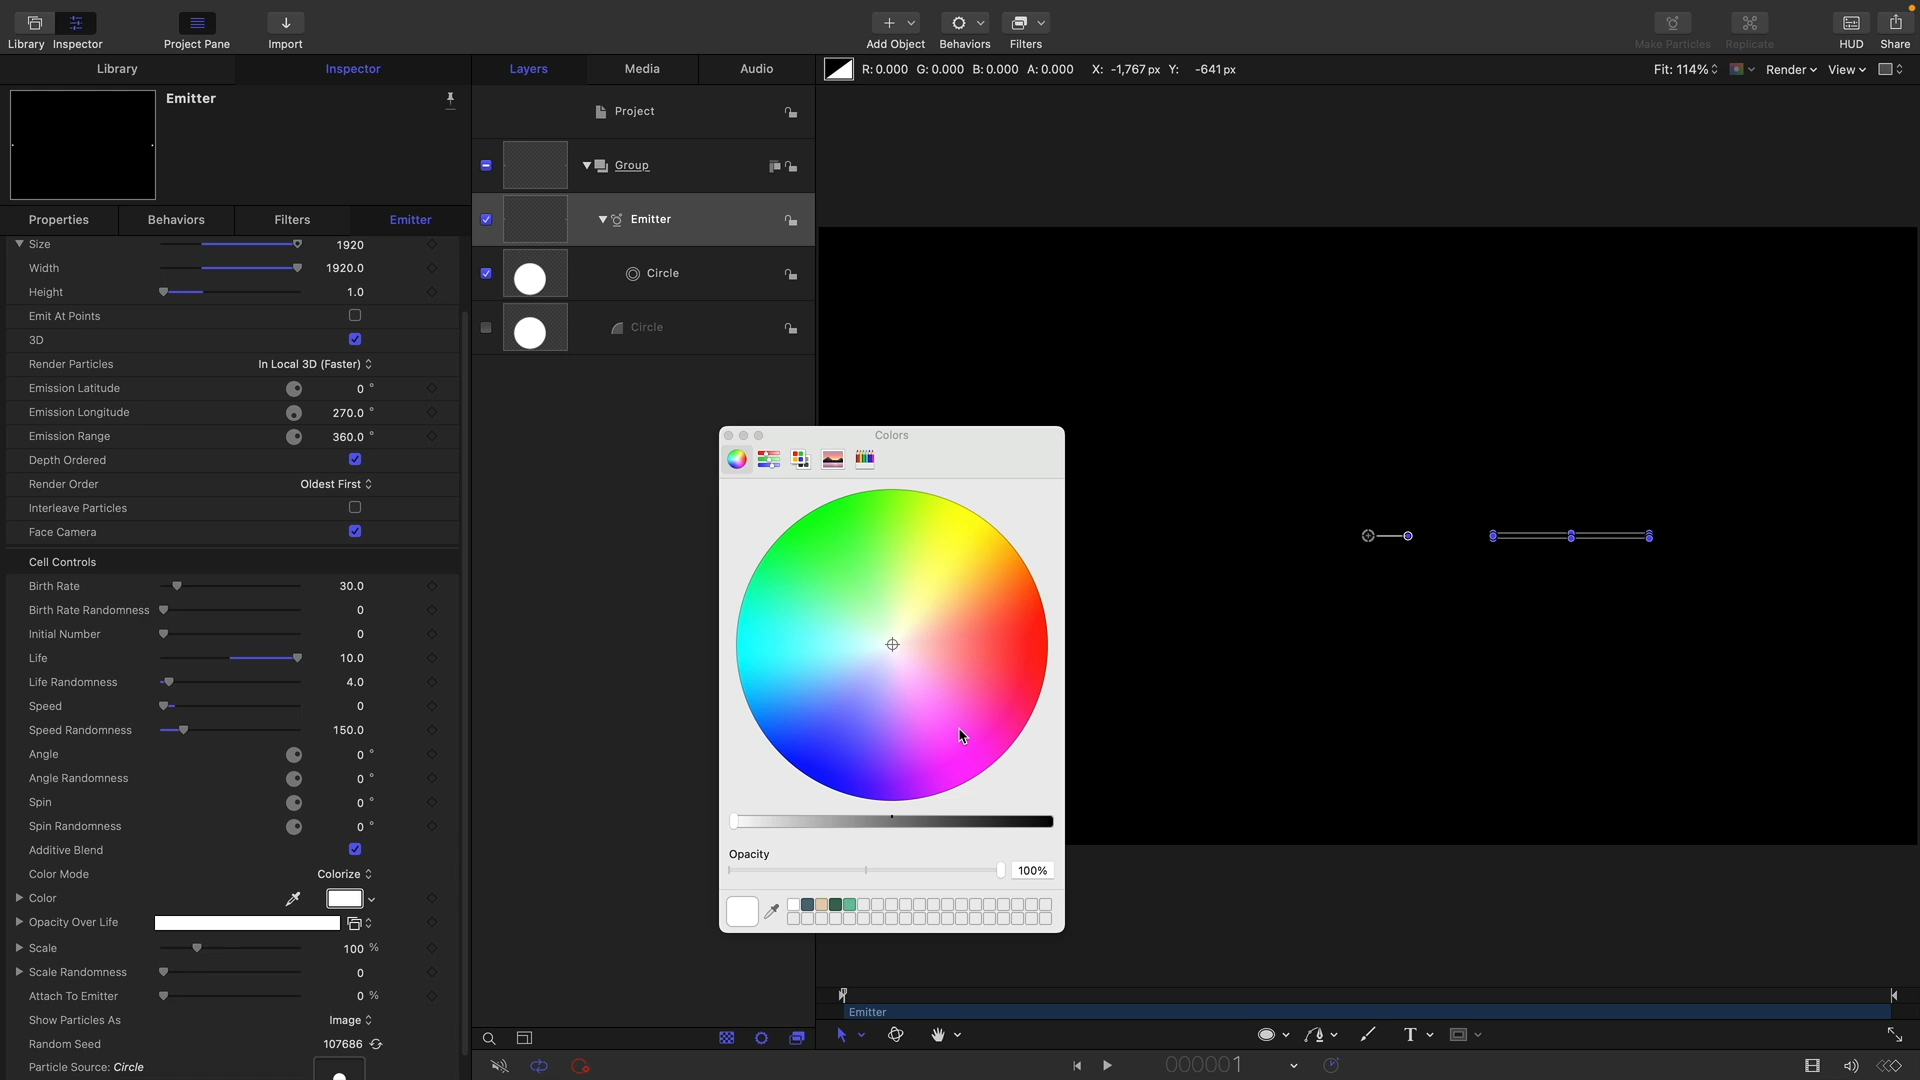 Library Inspector Project Pane Import Add Object Behaviors Filters Make Particles Replicate HUD Share
Library Inspector Layers Media Audio R: 0.000 G: 0.000 B: 0.000 A: 0.000 X: -1,767 px Y: -641 px Fit: 114% Render View
Emitter
Project
Group
Properties Behaviors Filters Emitter
Emitter
Circle
Circle
Size 1920
Width 1920.0
Height 1.0
Emit At Points
3D
Render Particles In Local 3D (Faster)
Emission Latitude 0 °
Emission Longitude 270.0 °
Emission Range 360.0 °
Depth Ordered
Render Order Oldest First
Interleave Particles
Face Camera
Cell Controls
Birth Rate 30.0
Birth Rate Randomness 0
Initial Number 0
Life 10.0
Life Randomness 4.0
Speed 0
Speed Randomness 150.0
Angle 0 °
Angle Randomness 0 °
Spin 0 °
Spin Randomness 0 °
Additive Blend
Color Mode Colorize
Color
Opacity Over Life
Scale 100 %
Scale Randomness 0
Attach To Emitter 0 %
Show Particles As Image
Random Seed 107686
Particle Source: Circle
Colors
Opacity
100%
Emitter
T
000001